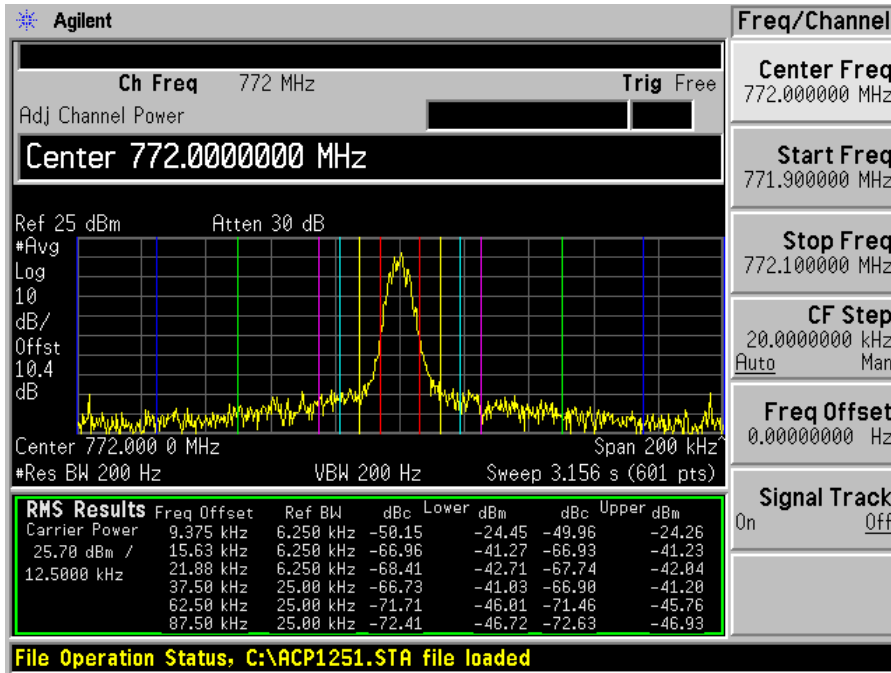 Agilent
Freq/Channel
Ch Freq 772 MHz Trig Free
Adj Channel Power
Center 772.0000000 MHz
Ref 25 dBm Atten 30 dB
#Avg
Log
10
dB/
Offst
10.4
dB
Center 772.000 0 MHz Span 200 kHz^
#Res BW 200 Hz VBW 200 Hz Sweep 3.156 s (601 pts)
RMS Results Freq Offset Ref BW dBc Lower dBm dBc Upper dBm
Carrier Power 9.375 kHz 6.250 kHz -50.15 -24.45 -49.96 -24.26
25.70 dBm / 15.63 kHz 6.250 kHz -66.96 -41.27 -66.93 -41.23
12.5000 kHz 21.88 kHz 6.250 kHz -68.41 -42.71 -67.74 -42.04
37.50 kHz 25.00 kHz -66.73 -41.03 -66.90 -41.20
62.50 kHz 25.00 kHz -71.71 -46.01 -71.46 -45.76
87.50 kHz 25.00 kHz -72.41 -46.72 -72.63 -46.93
File Operation Status, C:\ACP1251.STA file loaded
Center Freq
772.000000 MHz
Start Freq
771.900000 MHz
Stop Freq
772.100000 MHz
CF Step
20.0000000 kHz
Auto Man
Freq Offset
0.00000000 Hz
Signal Track
On Off